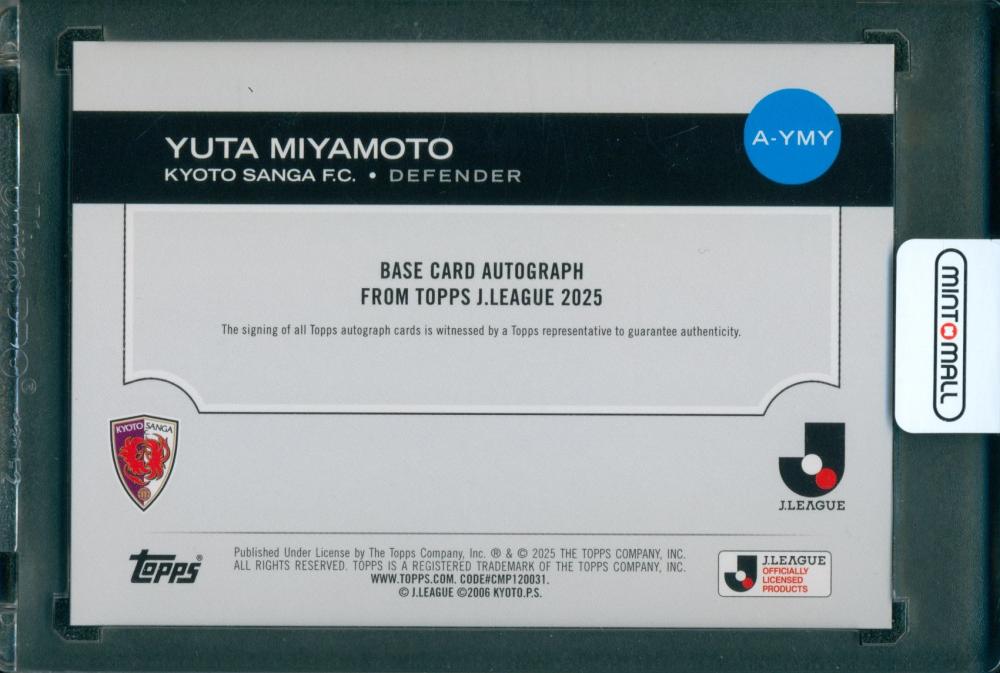 YUTA MIYAMOTO
KYOTO SANGA F.C. • DEFENDER
A-YMY
BASE CARD AUTOGRAPH
FROM TOPPS J.LEAGUE 2025
The signing of all Topps autograph cards is witnessed by a Topps representative to guarantee authenticity.
MINTOMALL
KYOTO SANGA
J.LEAGUE
topps®
Published Under License by The Topps Company, Inc. ® & © 2025 THE TOPPS COMPANY, INC.
ALL RIGHTS RESERVED. TOPPS IS A REGISTERED TRADEMARK OF THE TOPPS COMPANY, INC.
WWW.TOPPS.COM. CODE#CMP120031.
© J.LEAGUE ©2006 KYOTO.P.S.
J.LEAGUE
OFFICIALLY
LICENSED
PRODUCTS